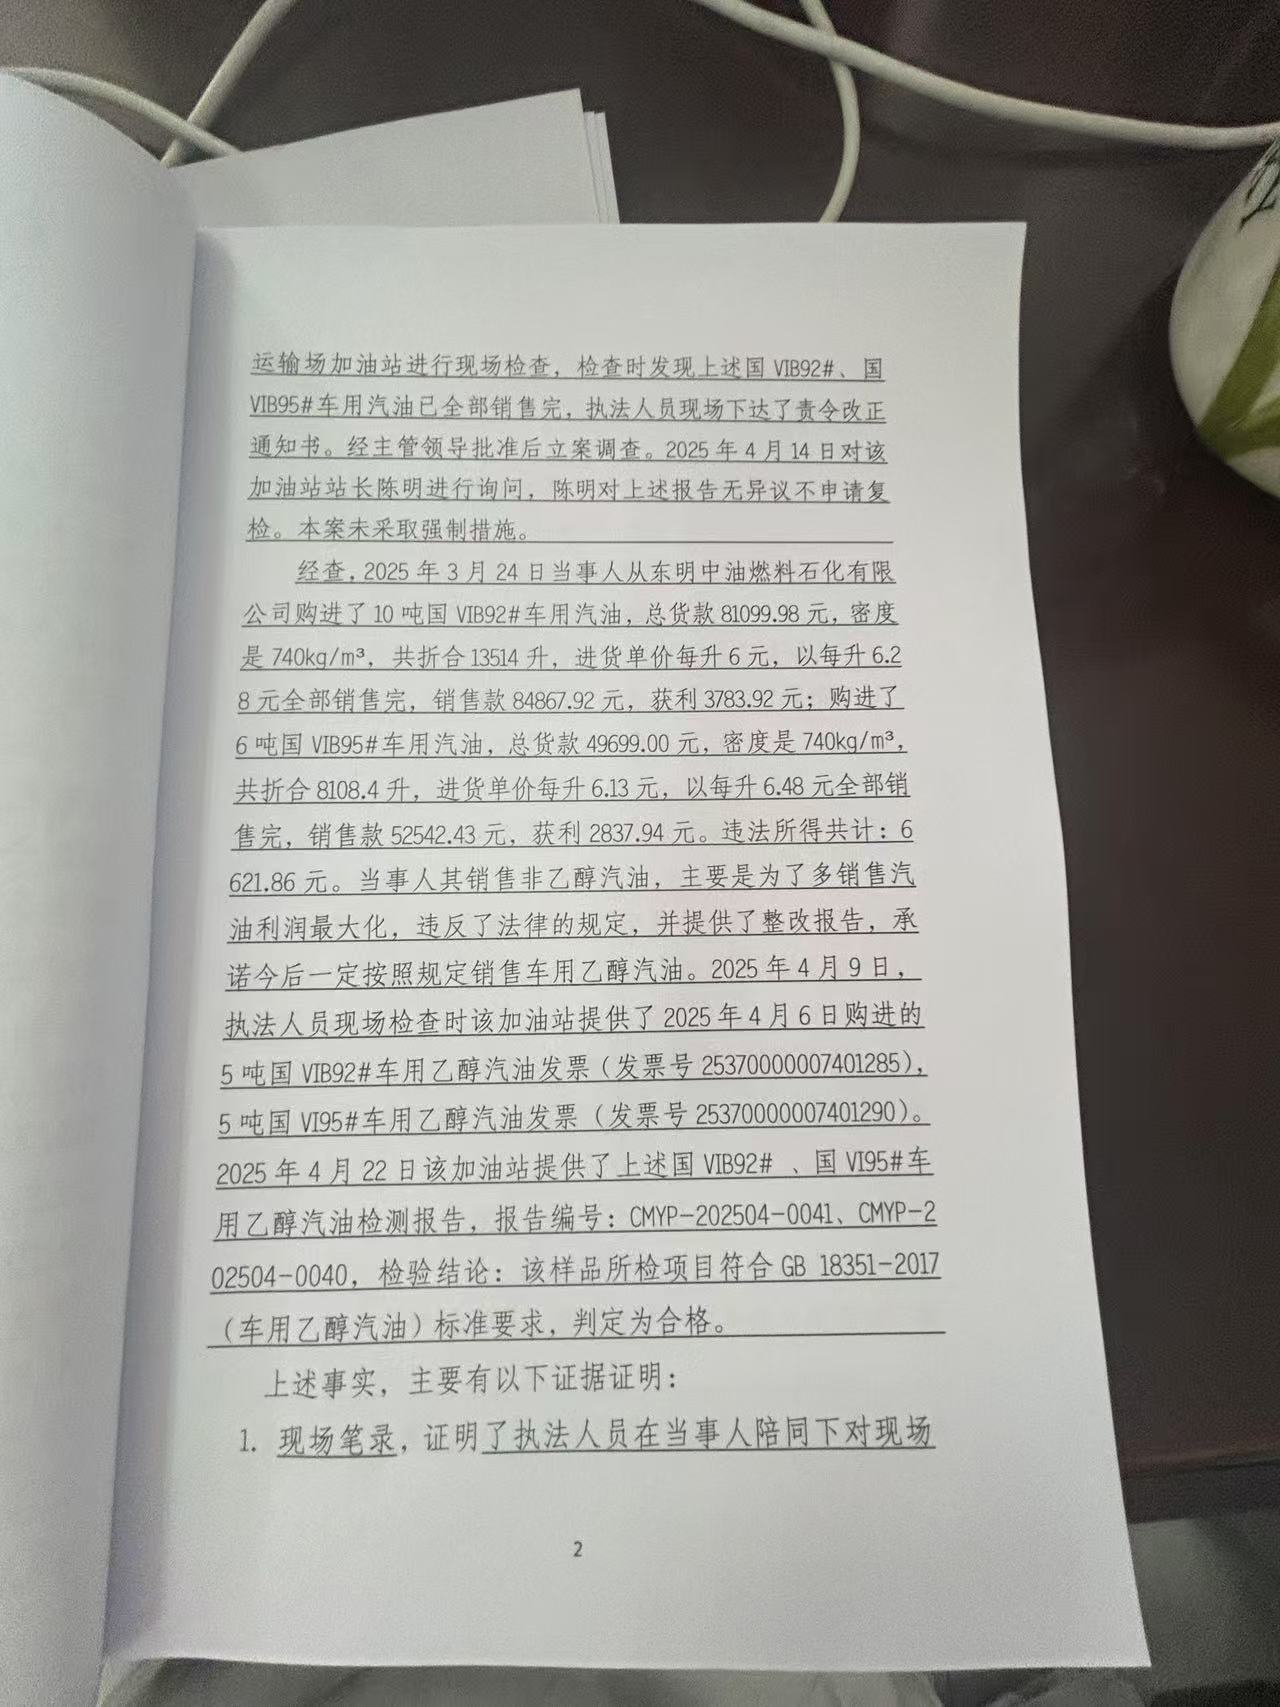 运输场加油站进行现场检查，检查时发现上述国 VIB92#、国
VIB95#车用汽油已全部销售完，执法人员现场下达了责令改正
通知书。经主管领导批准后立案调查。2025 年 4 月 14 日对该
加油站站长陈明进行询问，陈明对上述报告无异议不申请复
检。本案未采取强制措施。
经查，2025 年 3 月 24 日当事人从东明中油燃料石化有限
公司购进了 10 吨国 VIB92#车用汽油，总货款 81099.98 元，密度
是 740kg/m³，共折合 13514 升，进货单价每升 6 元，以每升 6.2
8 元全部销售完，销售款 84867.92 元，获利 3783.92 元；购进了
6 吨国 VIB95#车用汽油，总货款 49699.00 元，密度是 740kg/m³，
共折合 8108.4 升，进货单价每升 6.13 元，以每升 6.48 元全部销
售完，销售款 52542.43 元，获利 2837.94 元。违法所得共计：6
621.86 元。当事人其销售非乙醇汽油，主要是为了多销售汽
油利润最大化，违反了法律的规定，并提供了整改报告，承
诺今后一定按照规定销售车用乙醇汽油。2025 年 4 月 9 日，
执法人员现场检查时该加油站提供了 2025 年 4 月 6 日购进的
5 吨国 VIB92#车用乙醇汽油发票（发票号 25370000007401285），
5 吨国 VI95#车用乙醇汽油发票（发票号 25370000007401290）。
2025 年 4 月 22 日该加油站提供了上述国 VIB92# 、国 VI95#车
用乙醇汽油检测报告，报告编号：CMYP-202504-0041、CMYP-2
02504-0040，检验结论：该样品所检项目符合 GB 18351-2017
（车用乙醇汽油）标准要求，判定为合格。
上述事实，主要有以下证据证明：
1. 现场笔录，证明了执法人员在当事人陪同下对现场
2